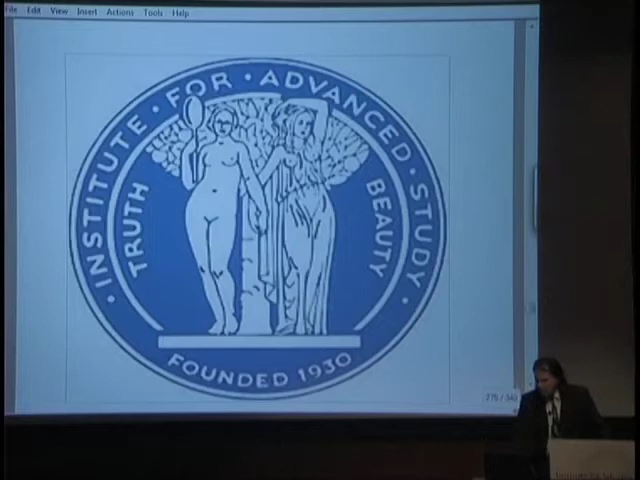 File Edit View Insert Actions Tools Help
INSTITUTE · FOR · ADVANCED · STUDY
TRUTH
BEAUTY
FOUNDED 1930